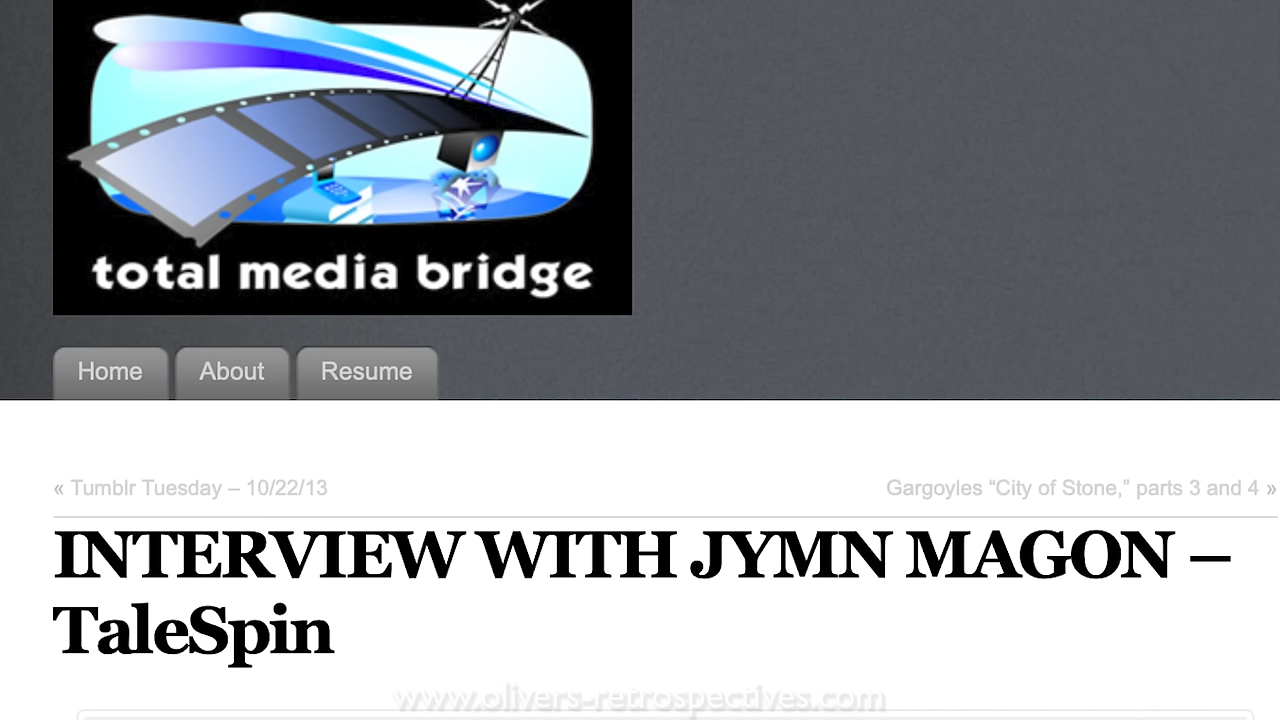 total media bridge
Home About Resume
« Tumblr Tuesday – 10/22/13 Gargoyles “City of Stone,” parts 3 and 4 »
INTERVIEW WITH JYMN MAGON –
TaleSpin
www.olivers-retrospectives.com